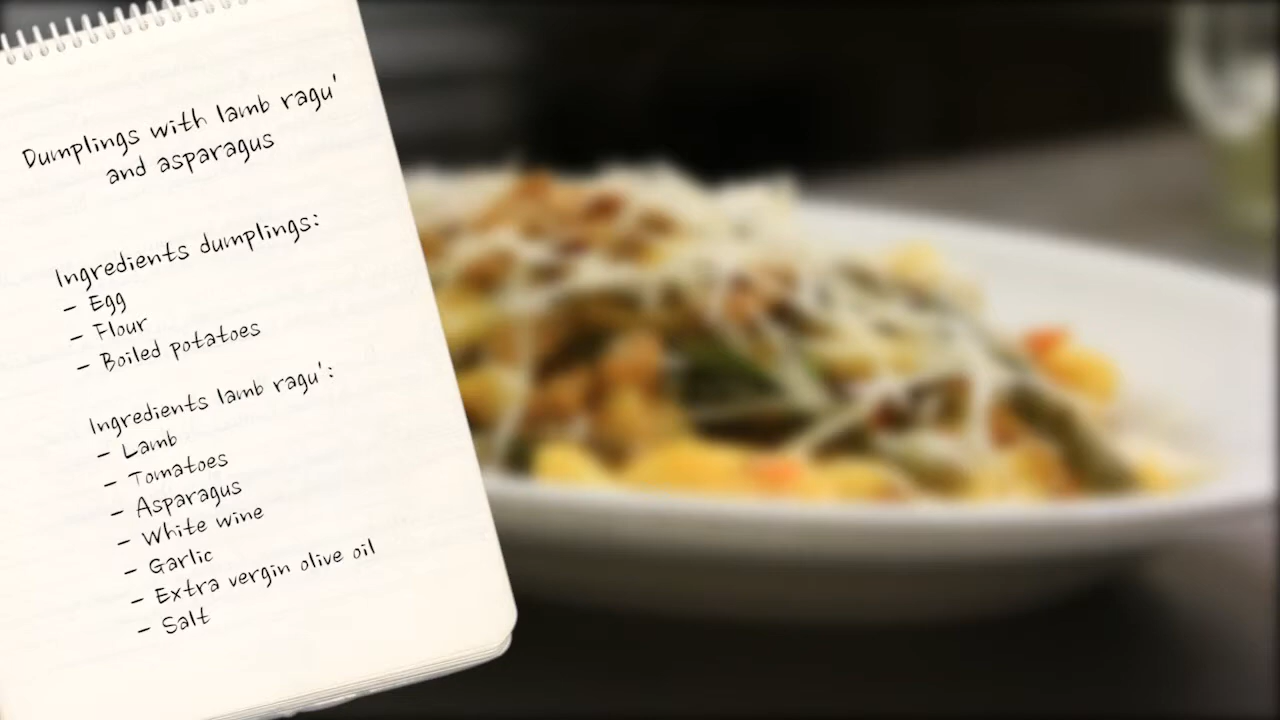 Dumplings with lamb ragu'
and asparagus
Ingredients dumplings:
- Egg
- Flour
- Boiled potatoes
Ingredients lamb ragu':
- Lamb
- Tomatoes
- Asparagus
- White wine
- Garlic
- Extra vergin olive oil
- Salt